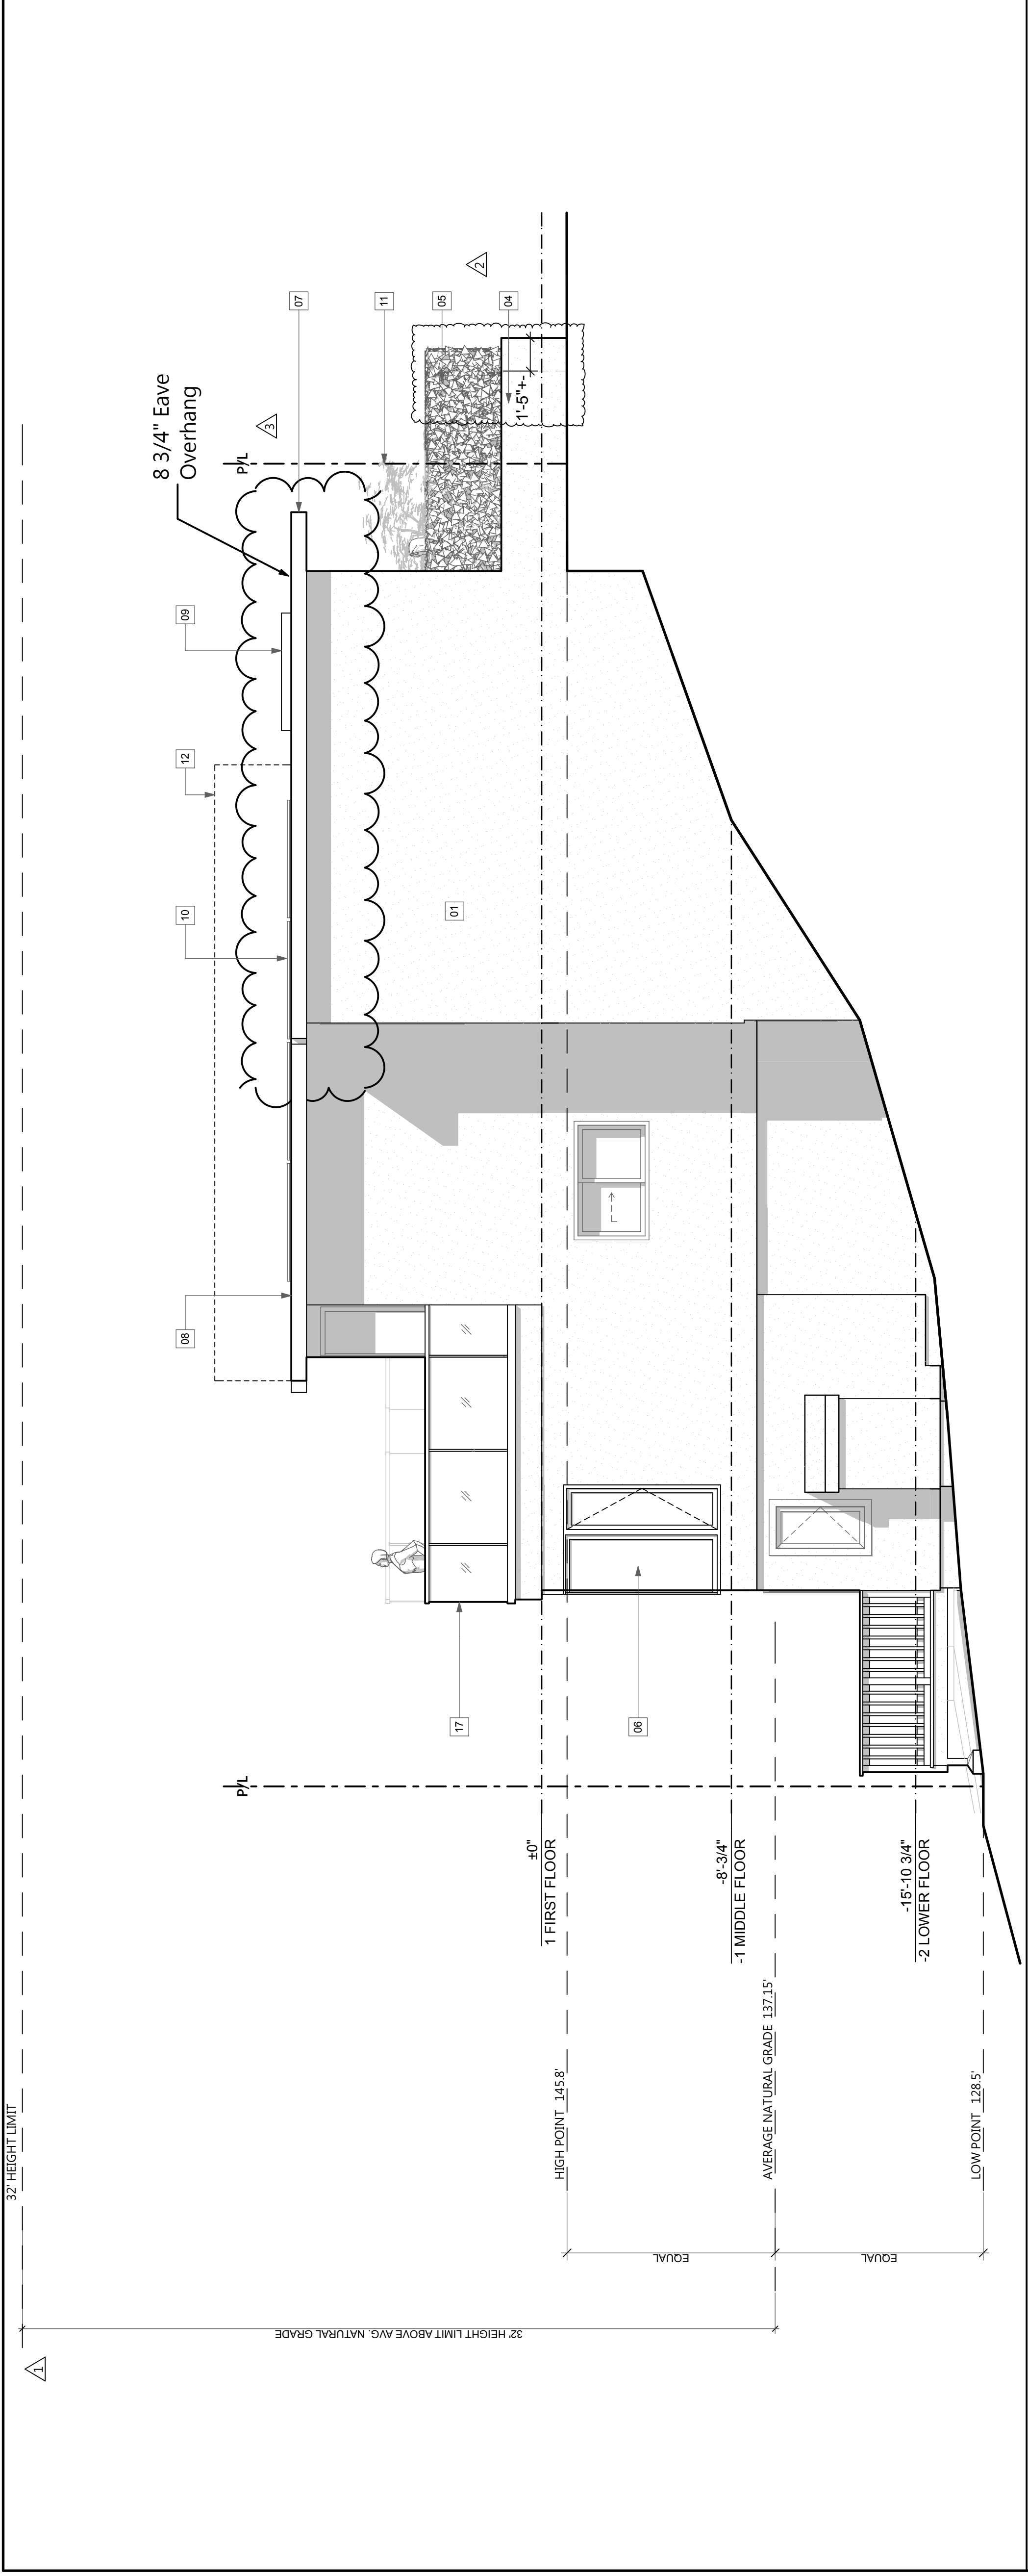 32' HEIGHT LIMIT
1
32' HEIGHT LIMIT ABOVE AVG. NATURAL GRADE
EQUAL
EQUAL
HIGH POINT 145.8'
AVERAGE NATURAL GRADE 137.15'
LOW POINT 128.5'
±0"
1 FIRST FLOOR
-8'-3/4"
-1 MIDDLE FLOOR
-15'-10 3/4"
-2 LOWER FLOOR
P/L
17
06
08
10
12
09
01
8 3/4" Eave
Overhang
3
P/L
07
11
05
04
2
1'-5"+-